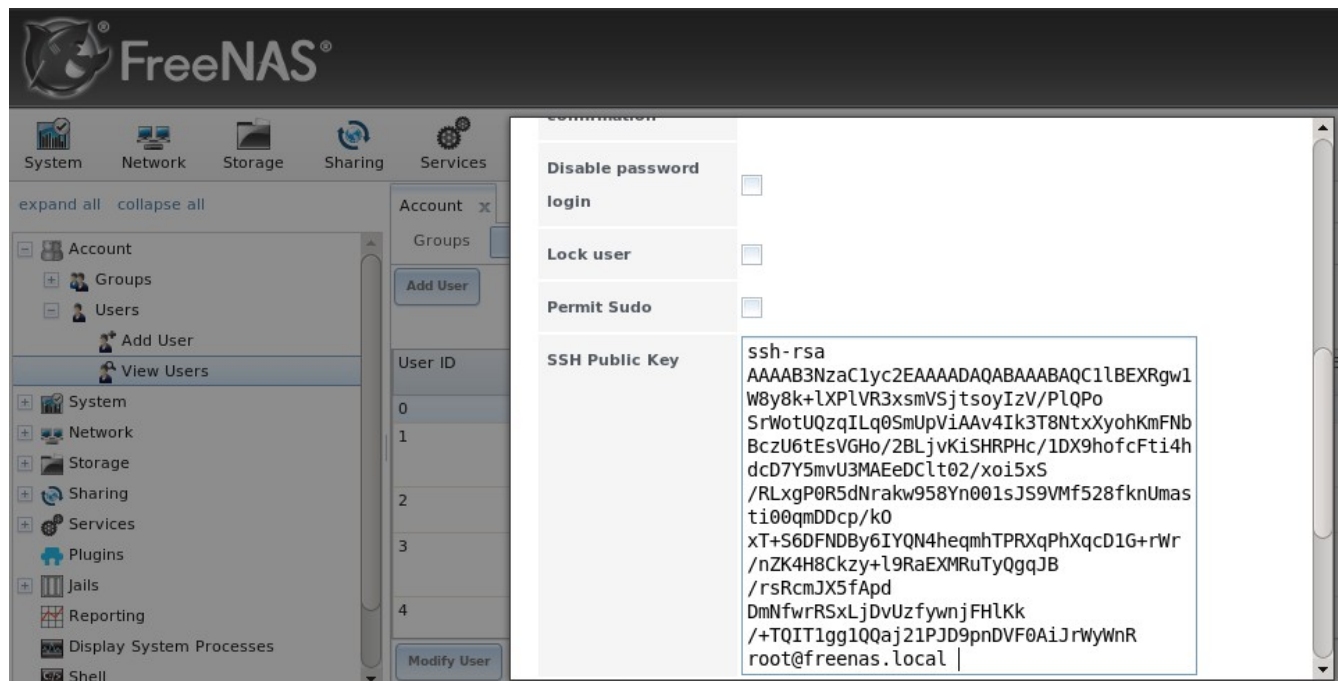 FreeNAS®
System Network Storage Sharing Services
expand all collapse all
Account
Groups
Users
Add User
View Users
System
Network
Storage
Sharing
Services
Plugins
Jails
Reporting
Display System Processes
Shell
Account x
Groups
Add User
User ID
0
1
2
3
4
Modify User
confirmation
Disable password
login
Lock user
Permit Sudo
SSH Public Key
ssh-rsa
AAAAB3NzaC1yc2EAAAADAQABAAABAQC1lBEXRgw1
W8y8k+lXPlVR3xsmVSjtsoyIzV/PlQPo
SrWotUQzqILq0SmUpViAAv4Ik3T8NtxXyohKmFNb
BczU6tEsVGHo/2BLjvKiSHRPHc/1DX9hofcFti4h
dcD7Y5mvU3MAEeDClt02/xoi5xS
/RLxgP0R5dNrakw958Yn001sJS9VMf528fknUmas
ti00qmDDcp/kO
xT+S6DFNDBy6IYQN4heqmhTPRXqPhXqcD1G+rWr
/nZK4H8Ckzy+l9RaEXMRuTyQgqJB
/rsRcmJX5fApd
DmNfwrRSxLjDvUzfywnjFHlKk
/+TQIT1gg1QQaj21PJD9pnDVF0AiJrWyWnR
root@freenas.local